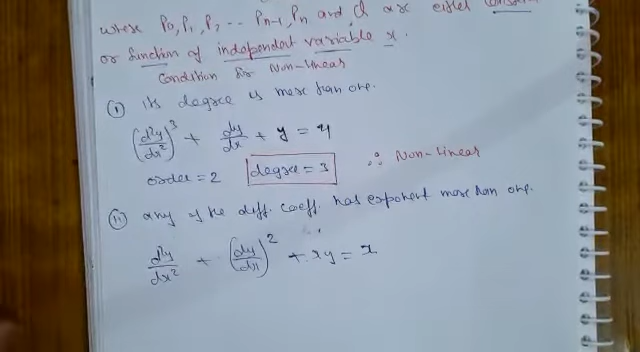 where P0, P1, P2 -- Pn-1, Pn and Q are either constant
or function of independent variable x.
Condition for Non-linear
(i) its degree is more than one.
(d²y/dx²)³ + dy/dx + y = 4
order = 2 degree = 3 ∴ Non-Linear
(ii) any of the diff. coeff. has exponent more than one.
d²y/dx² + (dy/dx)² + xy = x